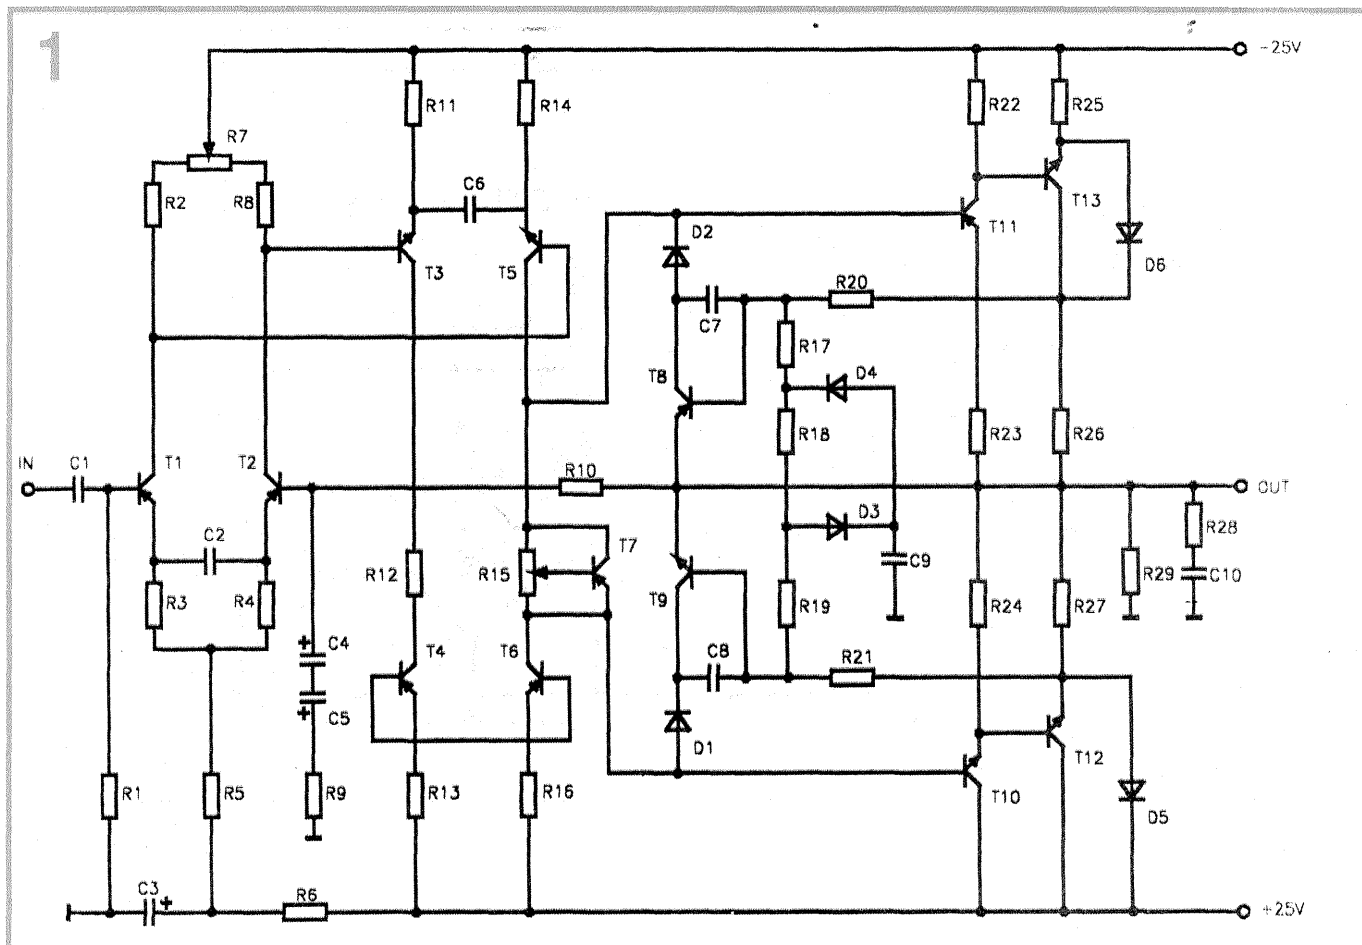 1
-25V
R11
R14
R22
R25
R7
R2
R8
C6
T3
T5
D2
T11
T13
D6
R20
C7
R17
D4
T8
R18
R23
R26
IN
C1
T1
T2
R10
OUT
C2
T7
D3
R28
C9
R3
R4
R12
R15
T9
R19
R24
R27
R29
C10
C4
T4
T6
C8
R21
C5
D1
T12
R1
R5
R9
R13
R16
T10
D5
C3
+
R6
+25V
+
+